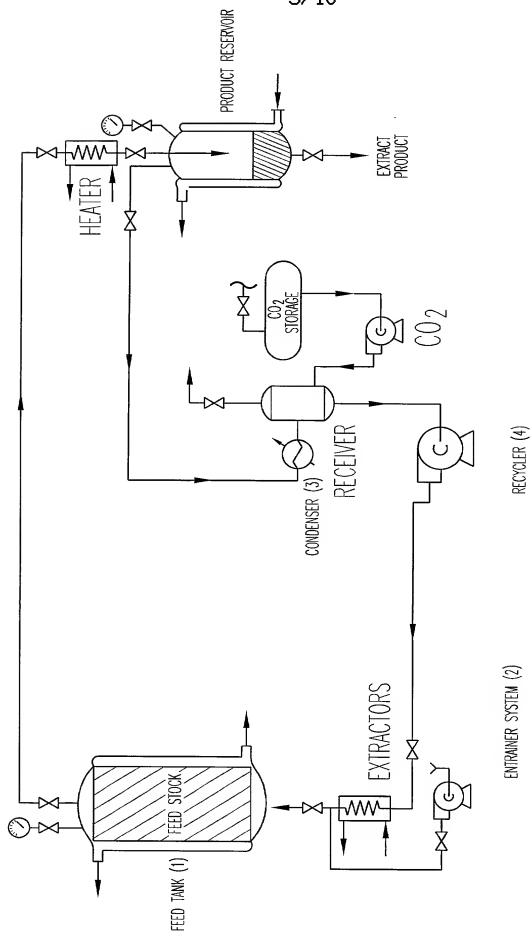 3/16
FEED TANK (1)
FEED STOCK
EXTRACTORS
ENTRAINER SYSTEM (2)
RECYCLER (4)
CONDENSER (3)
RECEIVER
C
CO2
C
CO2
STORAGE
HEATER
PRODUCT RESERVOIR
EXTRACT
PRODUCT